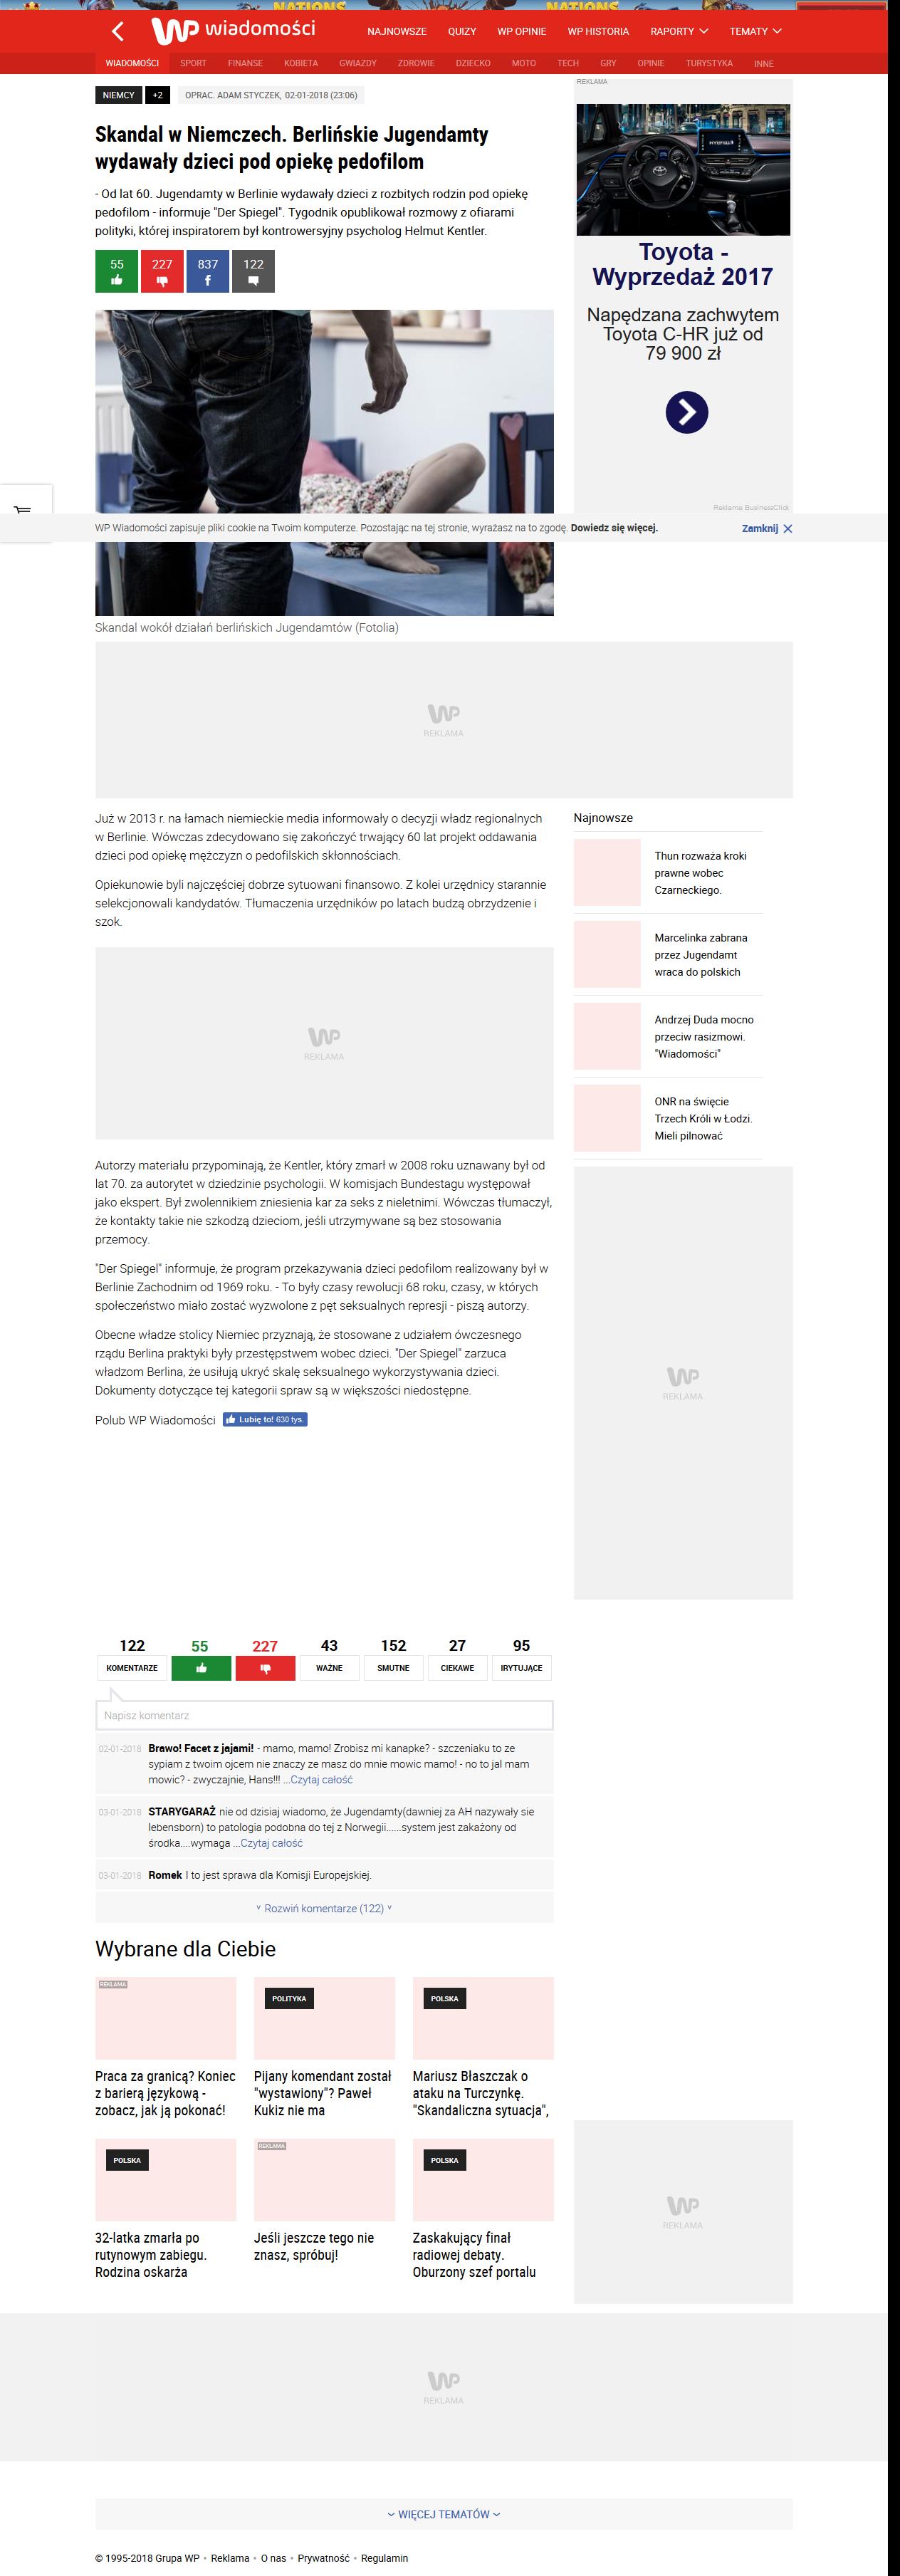 NATIONS
NATIONS
wp wiadomości
NAJNOWSZE
QUIZY
WP OPINIE
WP HISTORIA
RAPORTY
TEMATY
WIADOMOŚCI
SPORT
FINANSE
KOBIETA
GWIAZDY
ZDROWIE
DZIECKO
MOTO
TECH
GRY
OPINIE
TURYSTYKA
INNE
NIEMCY
+2
OPRAC. ADAM STYCZEK, 02-01-2018 (23:06)
Skandal w Niemczech. Berlińskie Jugendamty
wydawały dzieci pod opiekę pedofilom
- Od lat 60. Jugendamty w Berlinie wydawały dzieci z rozbitych rodzin pod opiekę
pedofilom - informuje "Der Spiegel". Tygodnik opublikował rozmowy z ofiarami
polityki, której inspiratorem był kontrowersyjny psycholog Helmut Kentler.
55
227
837
122
REKLAMA
Toyota -
Wyprzedaż 2017
Napędzana zachwytem
Toyota C-HR już od
79 900 zł
Reklama BusinessClick
WP Wiadomości zapisuje pliki cookie na Twoim komputerze. Pozostając na tej stronie, wyrażasz na to zgodę. Dowiedz się więcej.
Zamknij
Skandal wokół działań berlińskich Jugendamtów (Fotolia)
wp
REKLAMA
Już w 2013 r. na łamach niemieckie media informowały o decyzji władz regionalnych
w Berlinie. Wówczas zdecydowano się zakończyć trwający 60 lat projekt oddawania
dzieci pod opiekę mężczyzn o pedofilskich skłonnościach.
Opiekunowie byli najczęściej dobrze sytuowani finansowo. Z kolei urzędnicy starannie
selekcjonowali kandydatów. Tłumaczenia urzędników po latach budzą obrzydzenie i
szok.
wp
REKLAMA
Autorzy materiału przypominają, że Kentler, który zmarł w 2008 roku uznawany był od
lat 70. za autorytet w dziedzinie psychologii. W komisjach Bundestagu występował
jako ekspert. Był zwolennikiem zniesienia kar za seks z nieletnimi. Wówczas tłumaczył,
że kontakty takie nie szkodzą dzieciom, jeśli utrzymywane są bez stosowania
przemocy.
"Der Spiegel" informuje, że program przekazywania dzieci pedofilom realizowany był w
Berlinie Zachodnim od 1969 roku. - To były czasy rewolucji 68 roku, czasy, w których
społeczeństwo miało zostać wyzwolone z pęt seksualnych represji - piszą autorzy.
Obecne władze stolicy Niemiec przyznają, że stosowane z udziałem ówczesnego
rządu Berlina praktyki były przestępstwem wobec dzieci. "Der Spiegel" zarzuca
władzom Berlina, że usiłują ukryć skalę seksualnego wykorzystywania dzieci.
Dokumenty dotyczące tej kategorii spraw są w większości niedostępne.
Polub WP Wiadomości
Lubię to! 630 tys.
Najnowsze
Thun rozważa kroki
prawne wobec
Czarneckiego.
Marcelinka zabrana
przez Jugendamt
wraca do polskich
Andrzej Duda mocno
przeciw rasizmowi.
"Wiadomości"
ONR na święcie
Trzech Króli w Łodzi.
Mieli pilnować
wp
REKLAMA
122
55
227
43
152
27
95
KOMENTARZE
WAŻNE
SMUTNE
CIEKAWE
IRYTUJĄCE
Napisz komentarz
02-01-2018 Brawo! Facet z jajami! - mamo, mamo! Zrobisz mi kanapke? - szczeniaku to ze
sypiam z twoim ojcem nie znaczy ze masz do mnie mowic mamo! - no to jal mam
mowic? - zwyczajnie, Hans!!! ...Czytaj całość
03-01-2018 STARYGARAŻ nie od dzisiaj wiadomo, że Jugendamty(dawniej za AH nazywały sie
lebensborn) to patologia podobna do tej z Norwegii......system jest zakażony od
środka....wymaga ...Czytaj całość
03-01-2018 Romek I to jest sprawa dla Komisji Europejskiej.
Rozwiń komentarze (122)
Wybrane dla Ciebie
REKLAMA
POLITYKA
POLSKA
Praca za granicą? Koniec
z barierą językową -
zobacz, jak ją pokonać!
Pijany komendant został
"wystawiony"? Paweł
Kukiz nie ma
Mariusz Błaszczak o
ataku na Turczynkę.
"Skandaliczna sytuacja",
POLSKA
REKLAMA
POLSKA
32-latka zmarła po
rutynowym zabiegu.
Rodzina oskarża
Jeśli jeszcze tego nie
znasz, spróbuj!
Zaskakujący finał
radiowej debaty.
Oburzony szef portalu
wp
REKLAMA
wp
REKLAMA
WIĘCEJ TEMATÓW
© 1995-2018 Grupa WP • Reklama • O nas • Prywatność • Regulamin